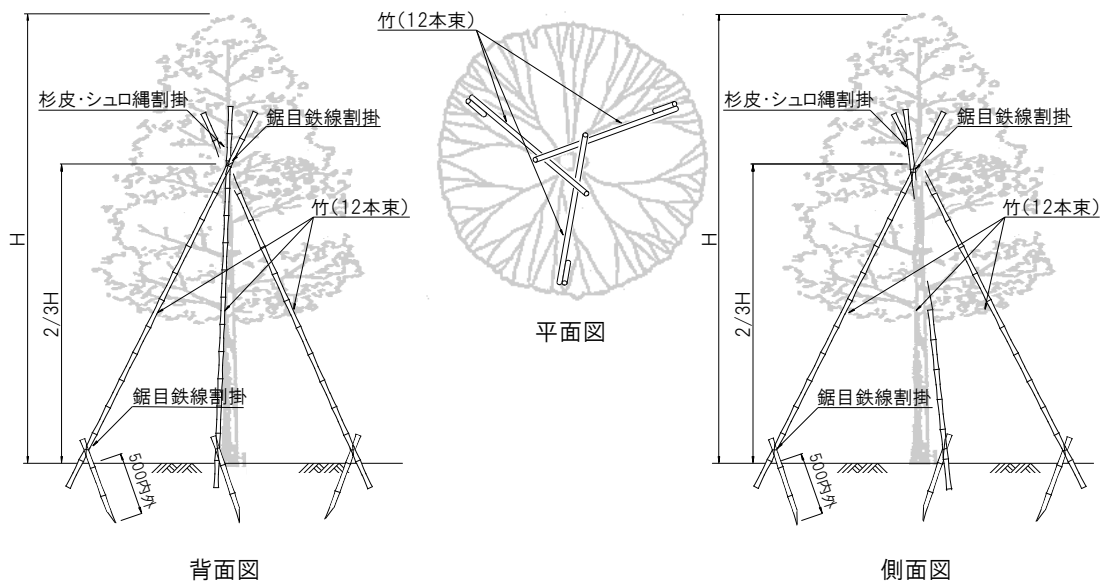 竹(12本束)
杉皮・シュロ縄割掛
鋸目鉄線割掛
竹(12本束)
H
2/3H
鋸目鉄線割掛
500内外
背面図
平面図
杉皮・シュロ縄割掛
鋸目鉄線割掛
竹(12本束)
H
2/3H
鋸目鉄線割掛
500内外
側面図